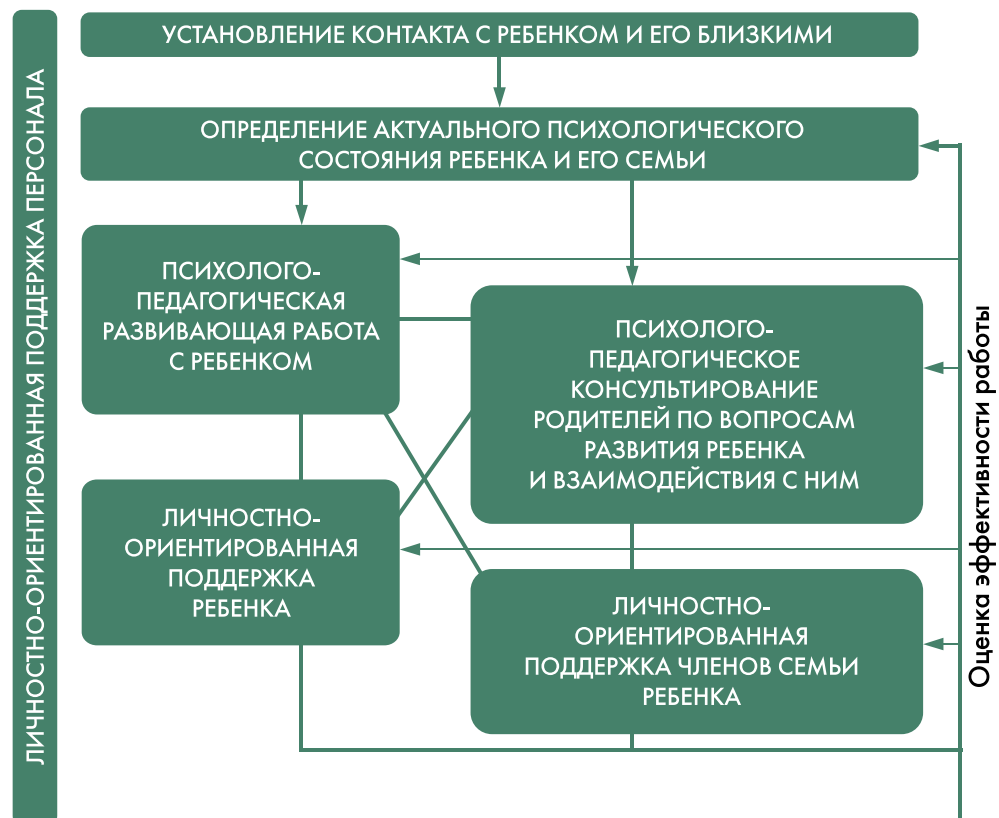 ЛИЧНОСТНО-ОРИЕНТИРОВАННАЯ ПОДДЕРЖКА ПЕРСОНАЛА
УСТАНОВЛЕНИЕ КОНТАКТА С РЕБЕНКОМ И ЕГО БЛИЗКИМИ
ОПРЕДЕЛЕНИЕ АКТУАЛЬНОГО ПСИХОЛОГИЧЕСКОГО
СОСТОЯНИЯ РЕБЕНКА И ЕГО СЕМЬИ
ПСИХОЛОГО-
ПЕДАГОГИЧЕСКАЯ
РАЗВИВАЮЩАЯ РАБОТА
С РЕБЕНКОМ
ПСИХОЛОГО-
ПЕДАГОГИЧЕСКОЕ
КОНСУЛЬТИРОВАНИЕ
РОДИТЕЛЕЙ ПО ВОПРОСАМ
РАЗВИТИЯ РЕБЕНКА
И ВЗАИМОДЕЙСТВИЯ С НИМ
ЛИЧНОСТНО-
ОРИЕНТИРОВАННАЯ
ПОДДЕРЖКА
РЕБЕНКА
ЛИЧНОСТНО-
ОРИЕНТИРОВАННАЯ
ПОДДЕРЖКА ЧЛЕНОВ СЕМЬИ
РЕБЕНКА
Оценка эффективности работы